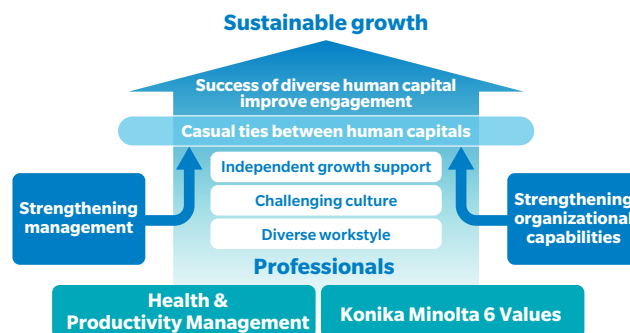 Sustainable growth
Success of diverse human capital
improve engagement
Casual ties between human capitals
Independent growth support
Challenging culture
Diverse workstyle
Professionals
Strengthening
management
Strengthening
organizational
capabilities
Health &
Productivity Management
Konika Minolta 6 Values